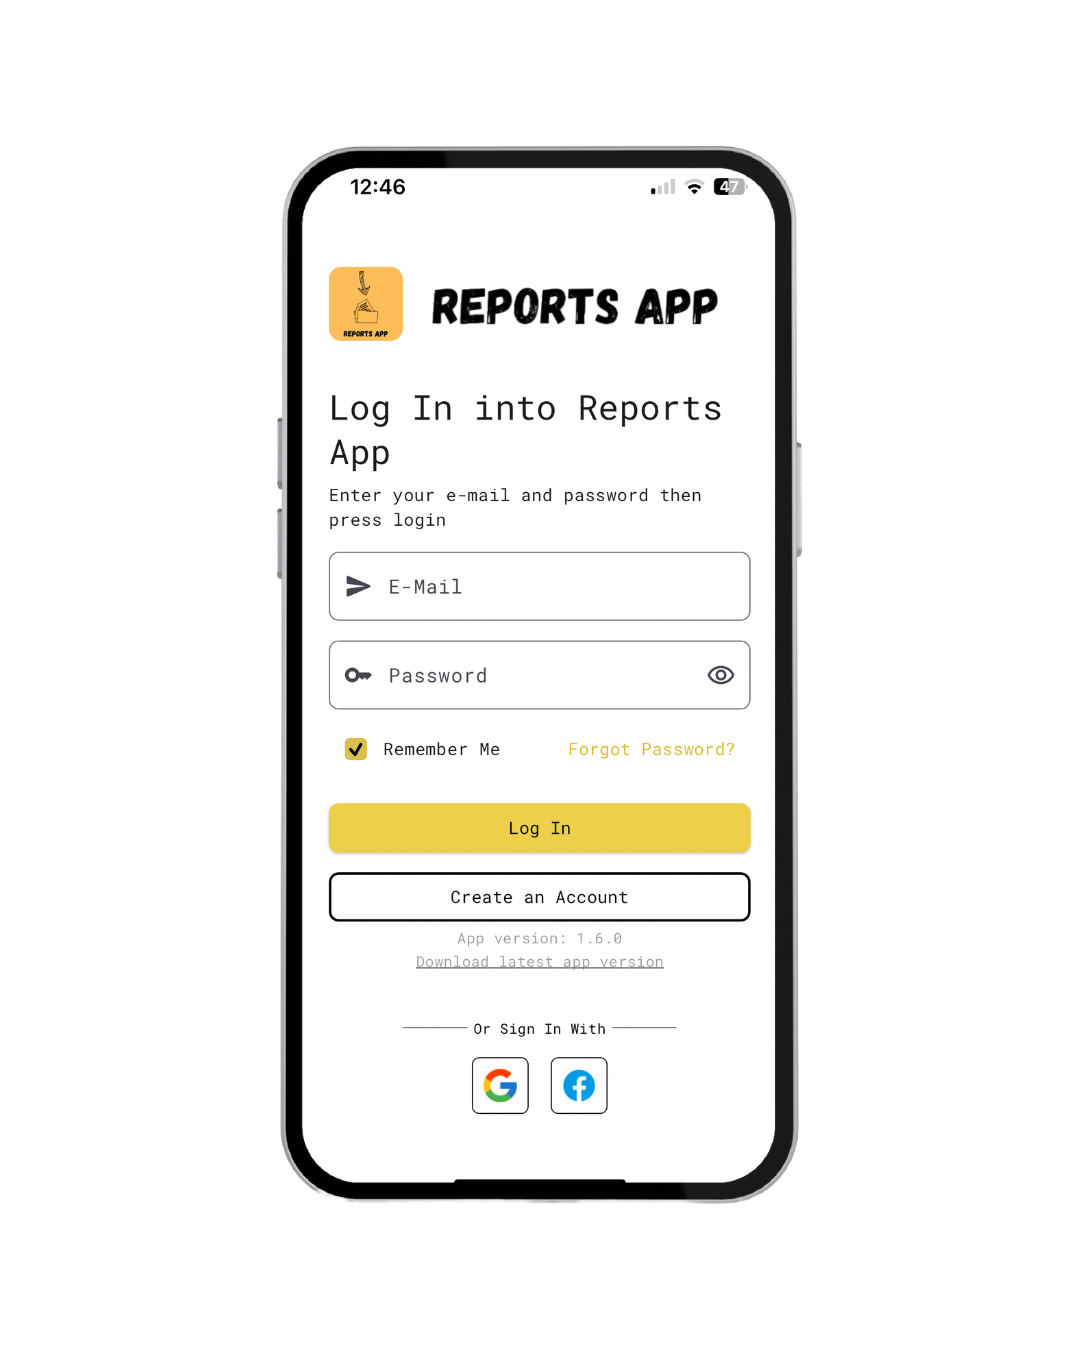 12:46
47
REPORTS APP
REPORTS APP
Log In into Reports
App
Enter your e-mail and password then
press login
E-Mail
Password
Remember Me
Forgot Password?
Log In
Create an Account
App version: 1.6.0
Download latest app version
Or Sign In With